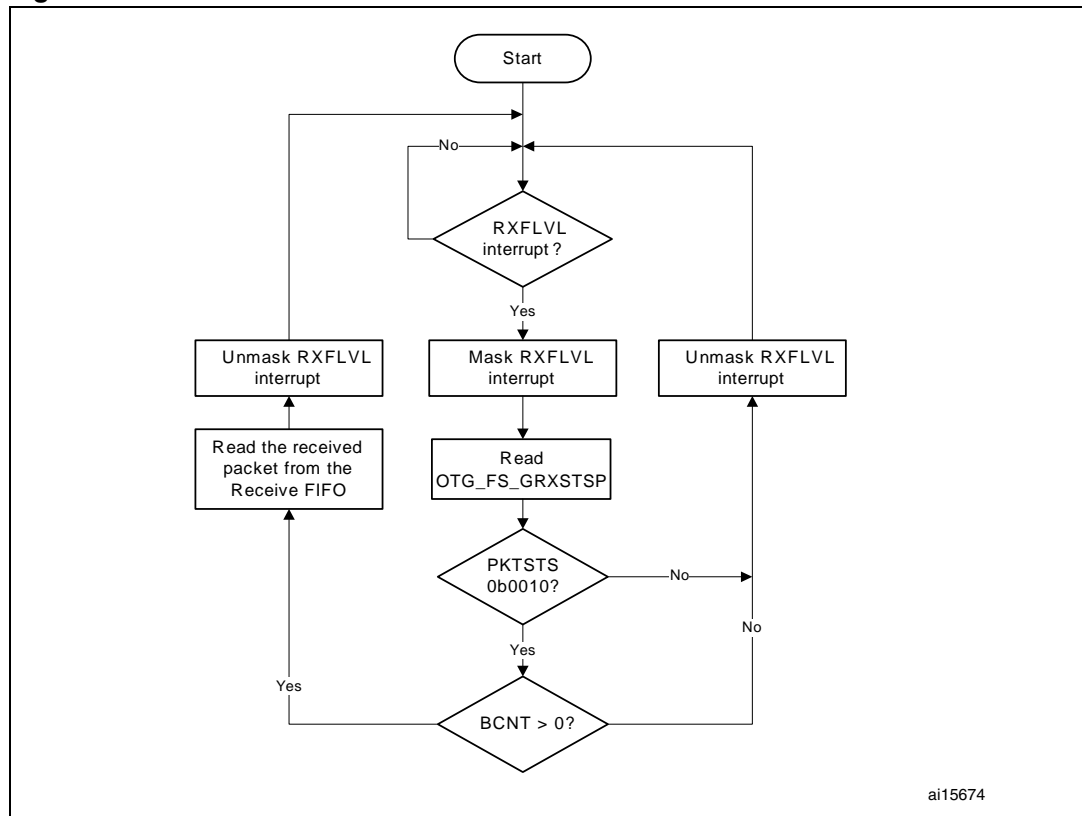 Start
No
RXFLVL
interrupt ?
Yes
Unmask RXFLVL
interrupt
Mask RXFLVL
interrupt
Unmask RXFLVL
interrupt
Read the received
packet from the
Receive FIFO
Read
OTG_FS_GRXSTSP
PKTSTS
0b0010?
No
No
Yes
Yes
BCNT > 0?
ai15674